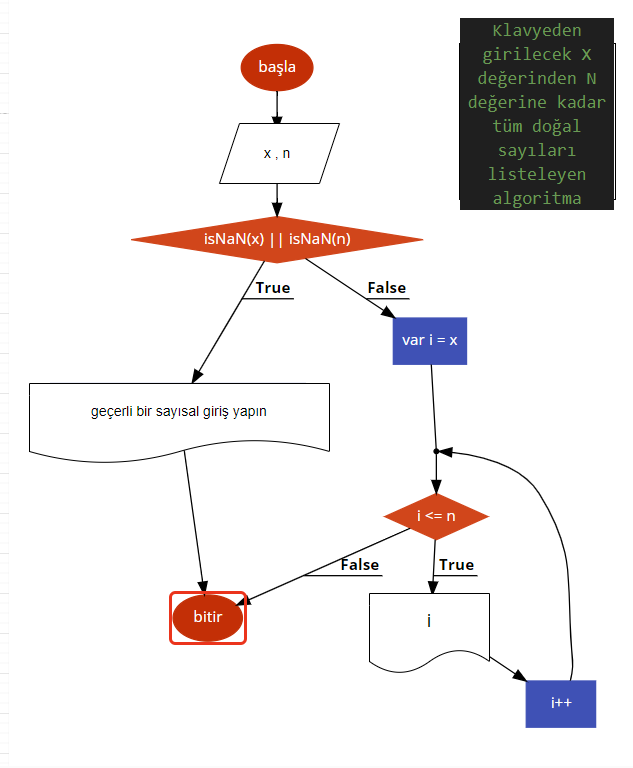 Klavyeden
girilecek X
değerinden N
değerine kadar
tüm doğal
sayıları
listeleyen
algoritma
başla
x , n
isNaN(x) || isNaN(n)
True
False
var i = x
geçerli bir sayısal giriş yapın
i <= n
False
True
bitir
i
i++